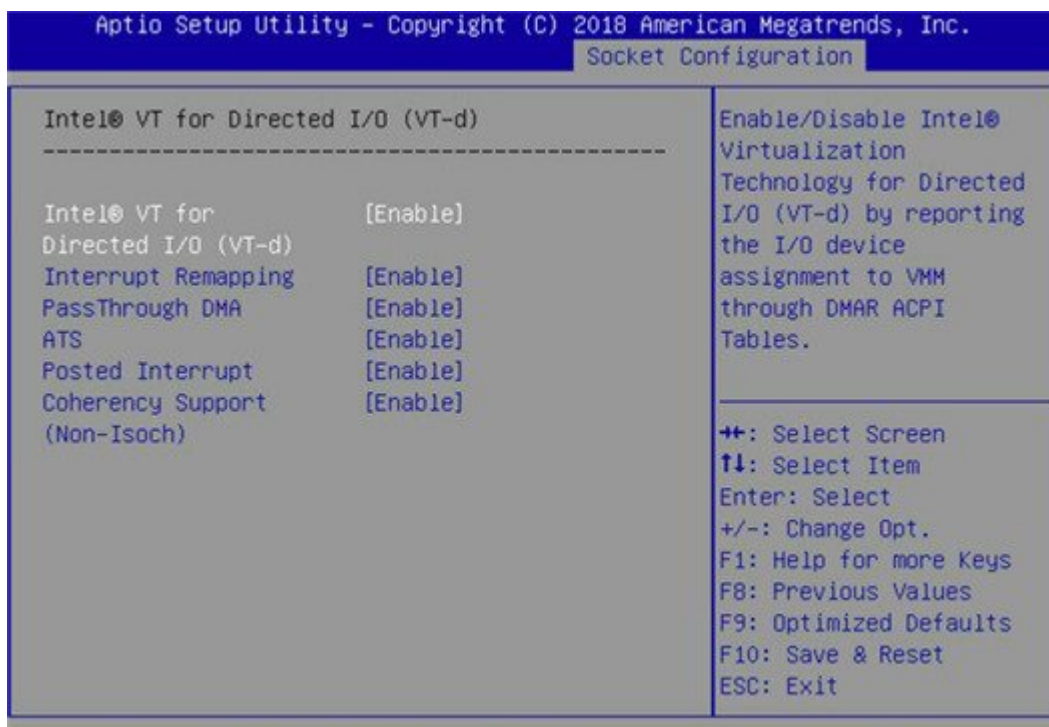 Aptio Setup Utility – Copyright (C) 2018 American Megatrends, Inc.
Socket Configuration
Intel® VT for Directed I/O (VT-d)
------------------------------------------------
Intel® VT for [Enable]
Directed I/O (VT-d)
Interrupt Remapping [Enable]
PassThrough DMA [Enable]
ATS [Enable]
Posted Interrupt [Enable]
Coherency Support [Enable]
(Non-Isoch)
Enable/Disable Intel®
Virtualization
Technology for Directed
I/O (VT-d) by reporting
the I/O device
assignment to VMM
through DMAR ACPI
Tables.
→←: Select Screen
↑↓: Select Item
Enter: Select
+/-: Change Opt.
F1: Help for more Keys
F8: Previous Values
F9: Optimized Defaults
F10: Save & Reset
ESC: Exit